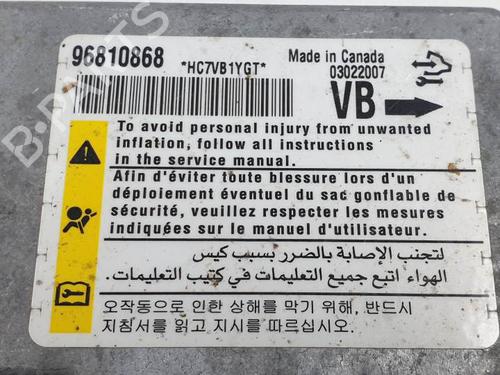 96810868
*HC7VB1YGT*
Made in Canada
03022007
VB
To avoid personal injury from unwanted
inflation, follow all instructions
in the service manual.
Afin d'éviter toute blessure lors d'un
déploiement éventuel du sac gonflable de
sécurité, veuillez respecter les mesures
indiquées sur le manuel d'utilisateur.
لتجنب الإصابة بالضرر بسبب كيس
الهواء اتبع جميع التعليمات في كتيب التعليمات.
오작동으로 인한 상해를 막기 위해, 반드시
지침서를 읽고 지시를 따르십시오.
B-PARTS